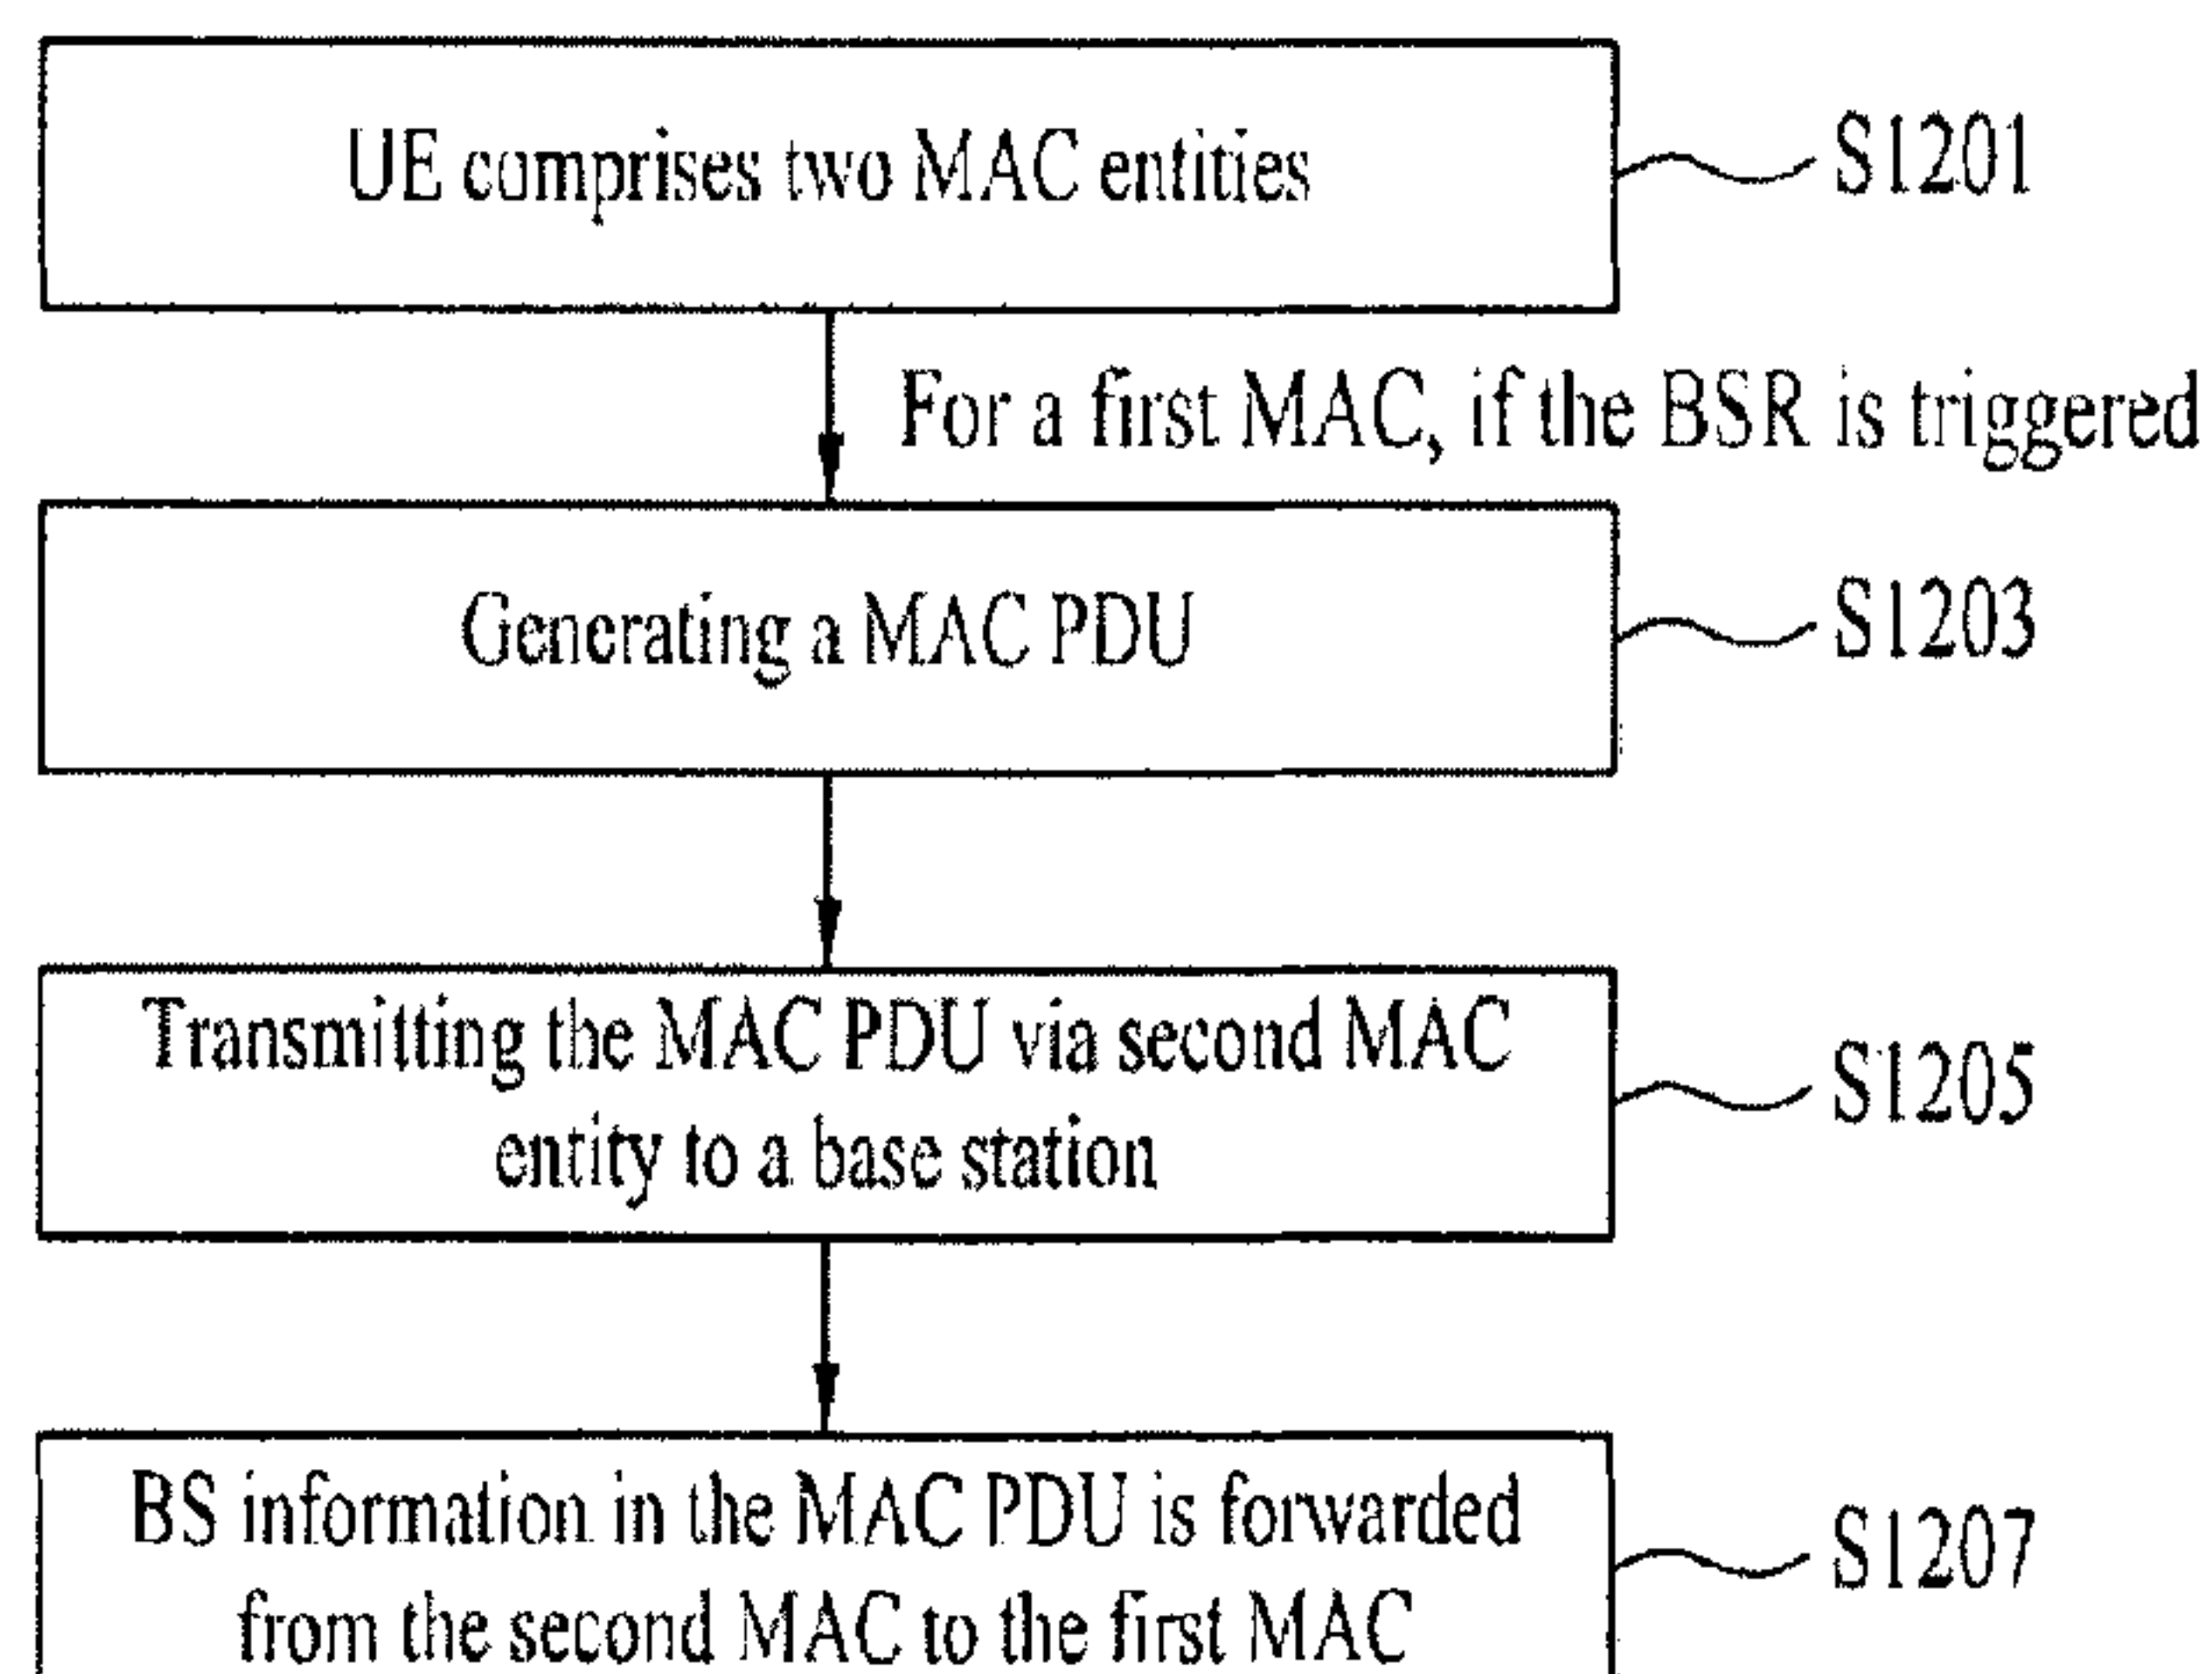 UE comprises two MAC entities
S1201
For a first MAC, if the BSR is triggered
Generating a MAC PDU
S1203
Transmitting the MAC PDU via second MAC
entity to a base station
S1205
BS information in the MAC PDU is forwarded
from the second MAC to the first MAC
S1207